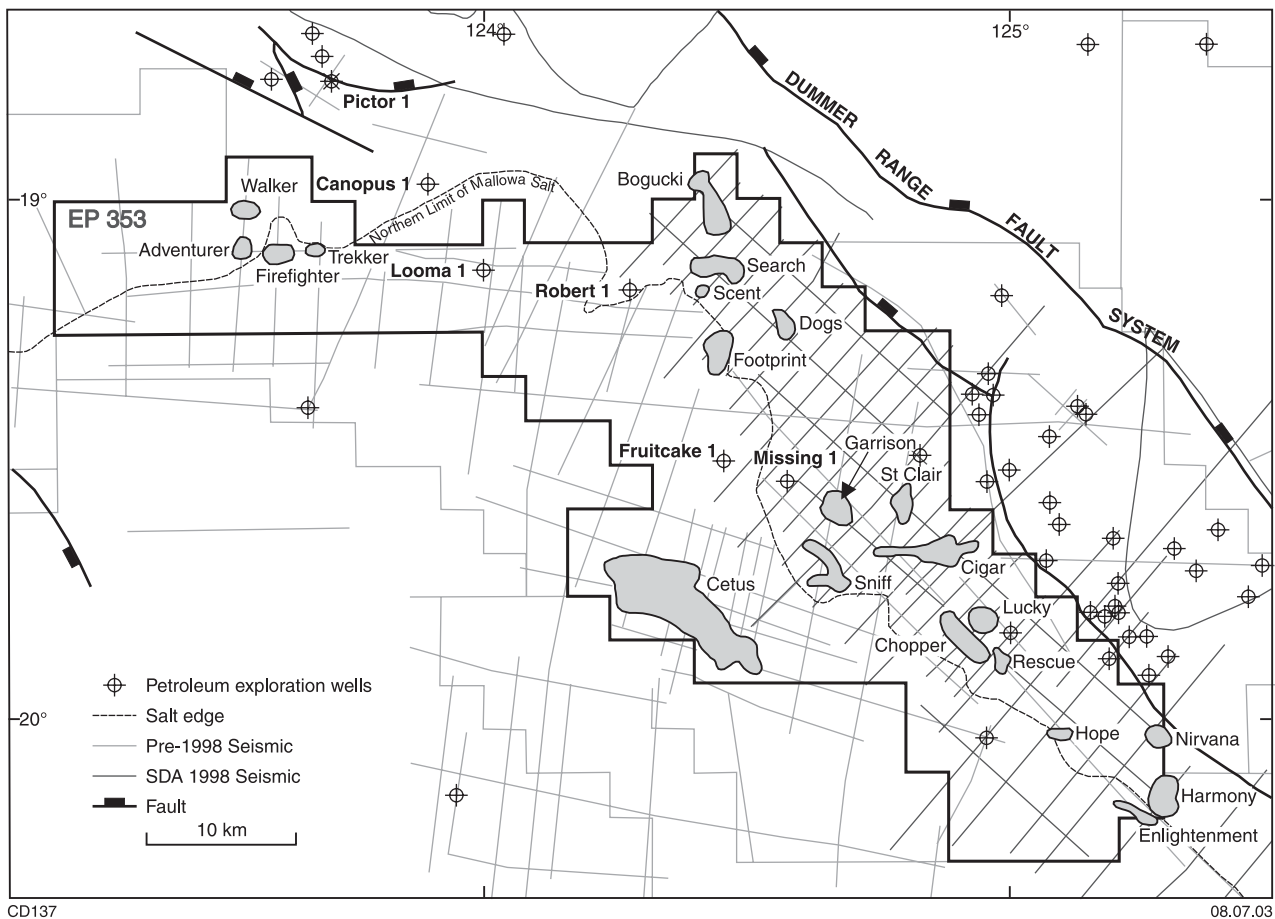 124°
125°
DUMMER RANGE FAULT SYSTEM
Pictor 1
19°
EP 353
Walker
Canopus 1
Northern Limit of Mallowa Salt
Bogucki
Adventurer
Firefighter
Trekker
Looma 1
Robert 1
Search
Scent
Dogs
Footprint
Fruitcake 1
Missing 1
Garrison
St Clair
Cetus
Sniff
Cigar
Lucky
Chopper
Rescue
Hope
Nirvana
Harmony
Enlightenment
20°
Petroleum exploration wells
Salt edge
Pre-1998 Seismic
SDA 1998 Seismic
Fault
10 km
CD137
08.07.03